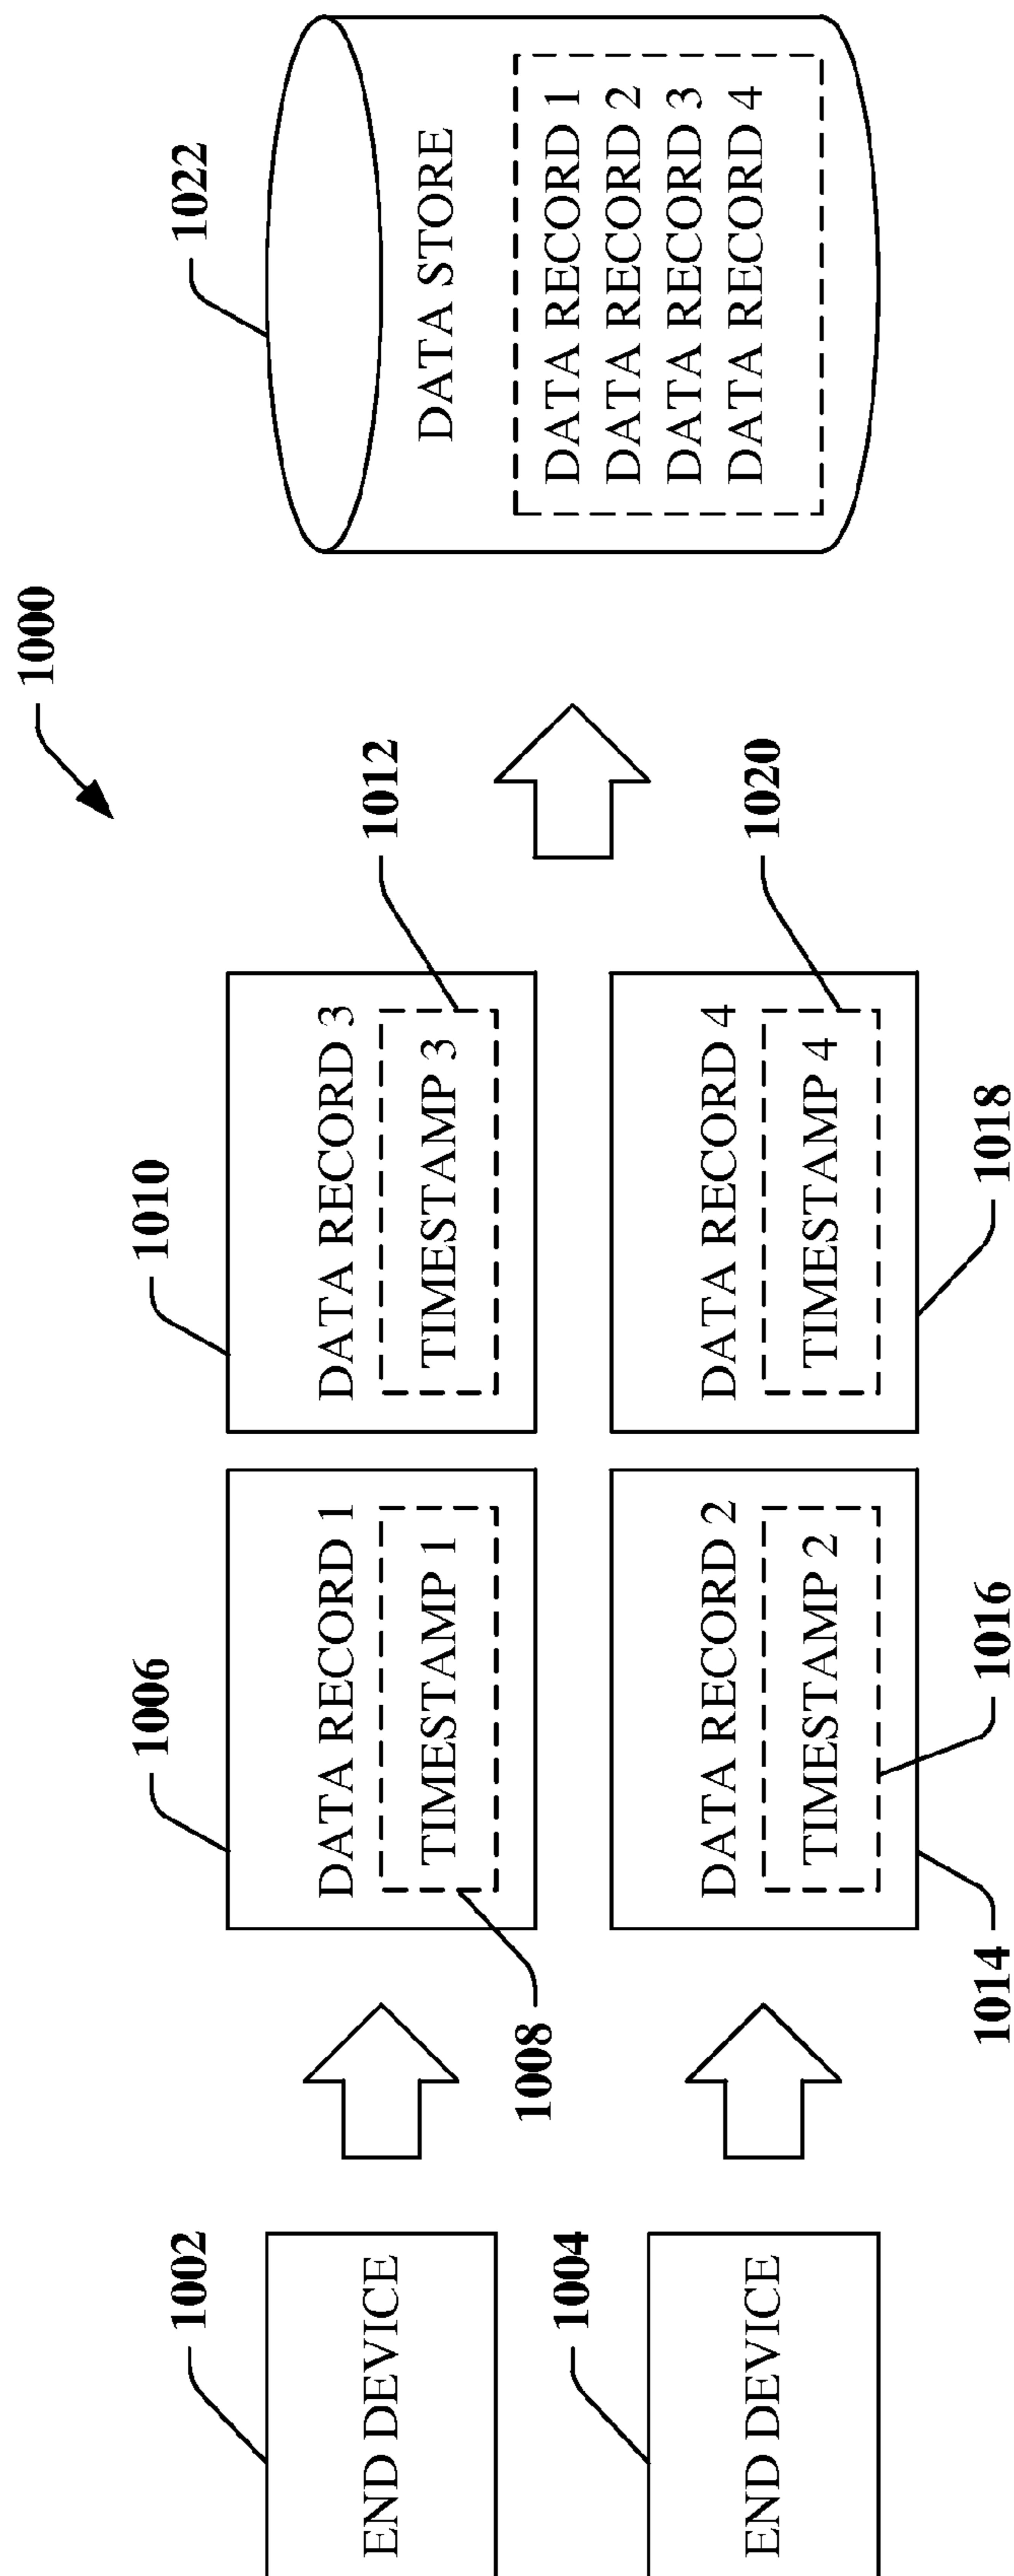 1000
1002
END DEVICE
1004
END DEVICE
1006
DATA RECORD 1
TIMESTAMP 1
1008
1010
DATA RECORD 3
TIMESTAMP 3
1012
DATA RECORD 2
TIMESTAMP 2
1014
1016
DATA RECORD 4
TIMESTAMP 4
1018
1020
1022
DATA STORE
DATA RECORD 1
DATA RECORD 2
DATA RECORD 3
DATA RECORD 4